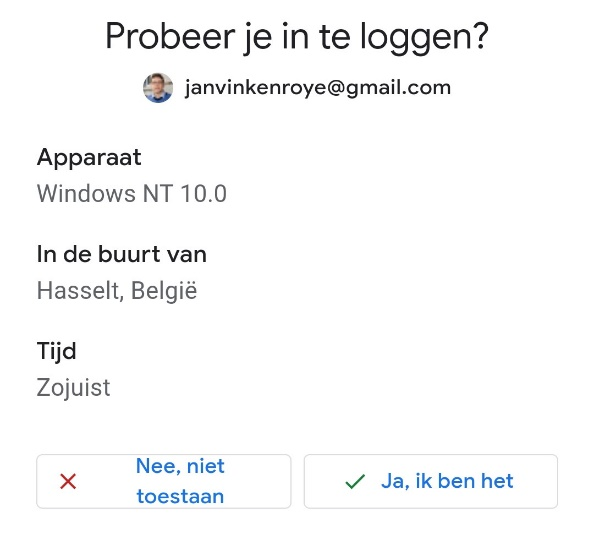 Probeer je in te loggen?
janvinkenroye@gmail.com
Apparaat
Windows NT 10.0
In de buurt van
Hasselt, België
Tijd
Zojuist
Nee, niet
toestaan
Ja, ik ben het